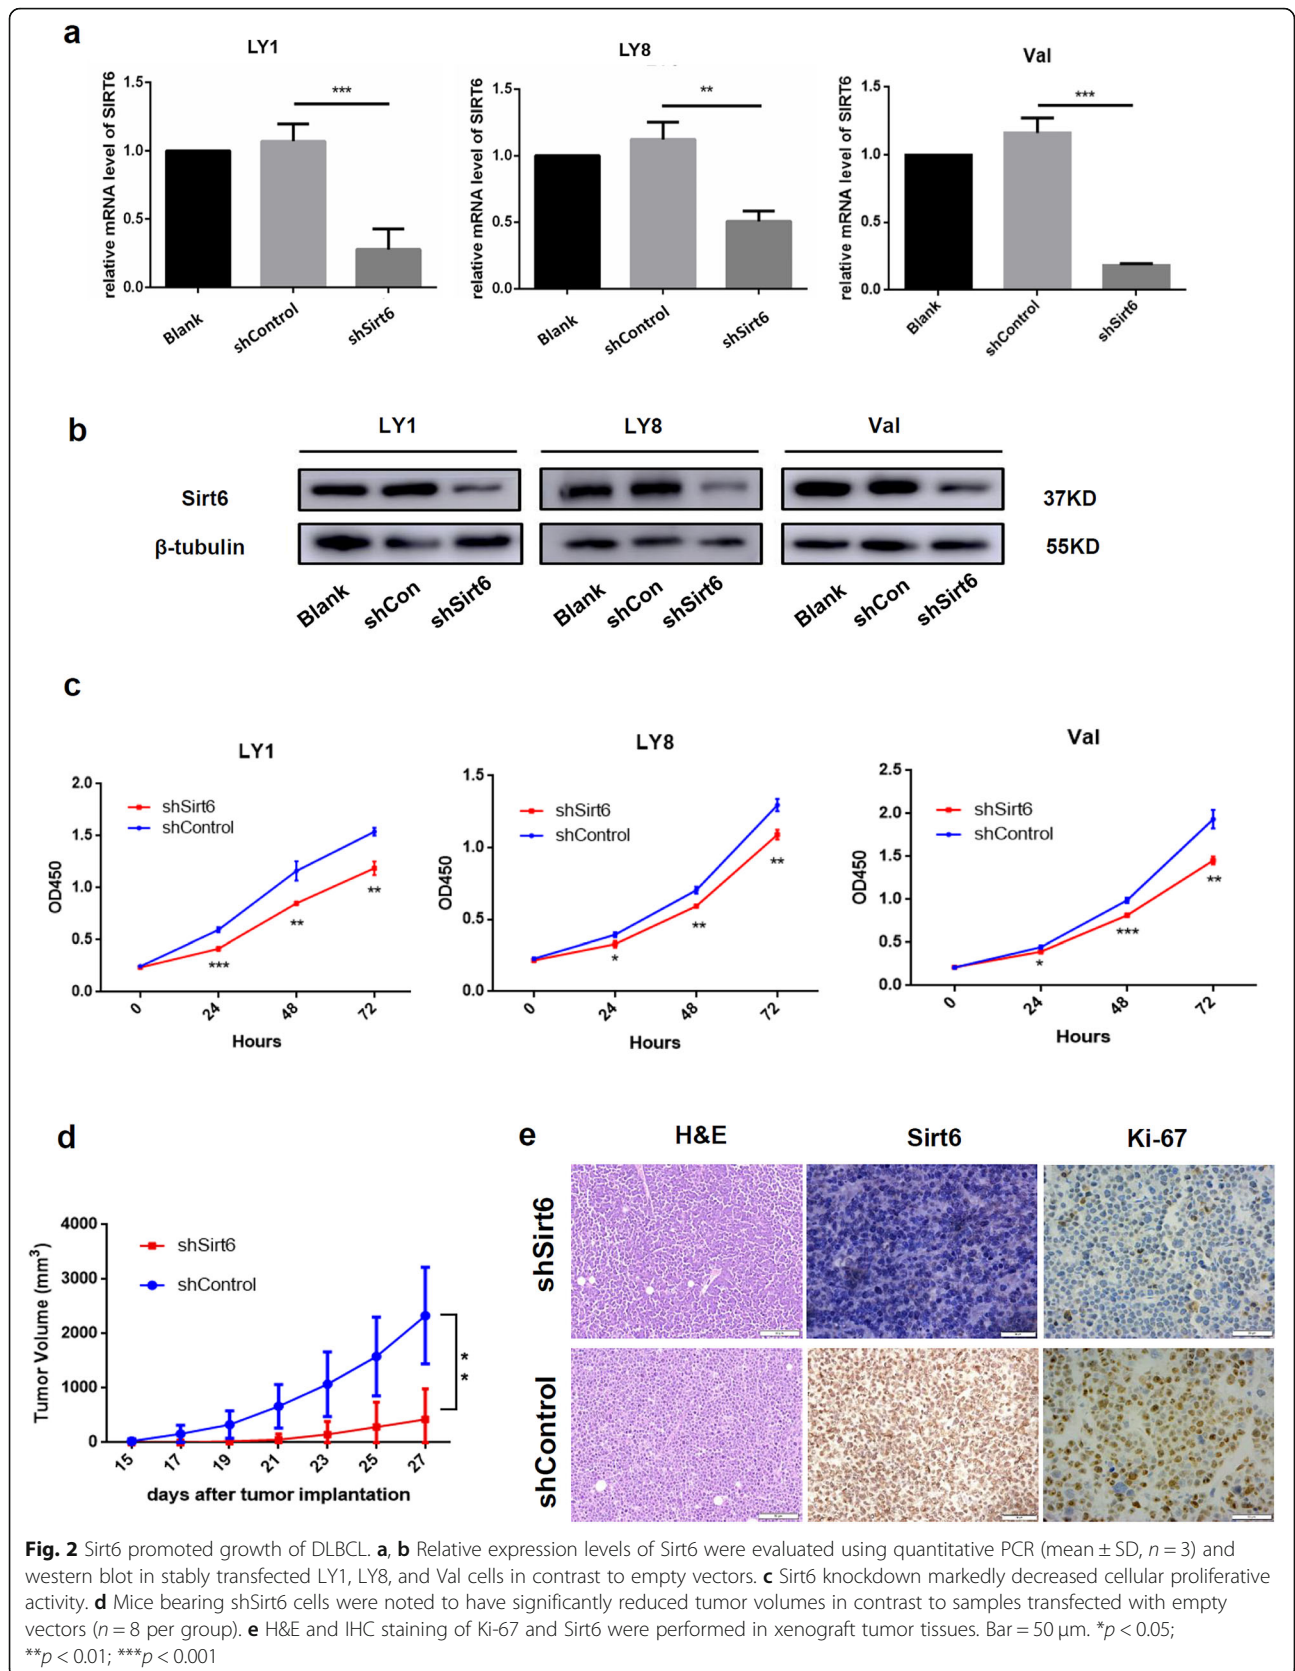 a
LY1
LY8
Val
relative mRNA level of SIRT6
1.5
1.0
0.5
0.0
***
Blank
shControl
shSirt6
relative mRNA level of SIRT6
1.5
1.0
0.5
0.0
**
Blank
shControl
shSirt6
relative mRNA level of SIRT6
1.5
1.0
0.5
0.0
***
Blank
shControl
shSirt6
b
LY1
LY8
Val
Sirt6
37KD
β-tubulin
55KD
Blank
shCon
shSirt6
Blank
shCon
shSirt6
Blank
shCon
shSirt6
c
LY1
OD450
2.0
1.5
1.0
0.5
0.0
shSirt6
shControl
***
**
**
0
24
48
72
Hours
LY8
OD450
1.5
1.0
0.5
0.0
shSirt6
shControl
*
**
**
0
24
48
72
Hours
Val
OD450
2.5
2.0
1.5
1.0
0.5
0.0
shSirt6
shControl
*
***
**
0
24
48
72
Hours
d
Tumor Volume (mm³)
4000
3000
2000
1000
0
shSirt6
shControl
**
15
17
19
21
23
25
27
days after tumor implantation
e
H&E
Sirt6
Ki-67
shSirt6
shControl
Fig. 2 Sirt6 promoted growth of DLBCL. a, b Relative expression levels of Sirt6 were evaluated using quantitative PCR (mean ± SD, n = 3) and
western blot in stably transfected LY1, LY8, and Val cells in contrast to empty vectors. c Sirt6 knockdown markedly decreased cellular proliferative
activity. d Mice bearing shSirt6 cells were noted to have significantly reduced tumor volumes in contrast to samples transfected with empty
vectors (n = 8 per group). e H&E and IHC staining of Ki-67 and Sirt6 were performed in xenograft tumor tissues. Bar = 50 μm. *p < 0.05;
**p < 0.01; ***p < 0.001